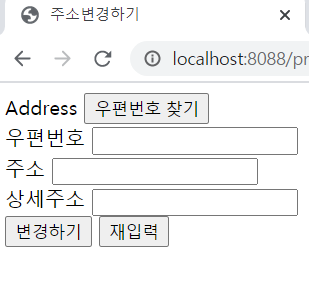 주소변경하기
localhost:8088/pr
Address 우편번호 찾기
우편번호
주소
상세주소
변경하기 재입력